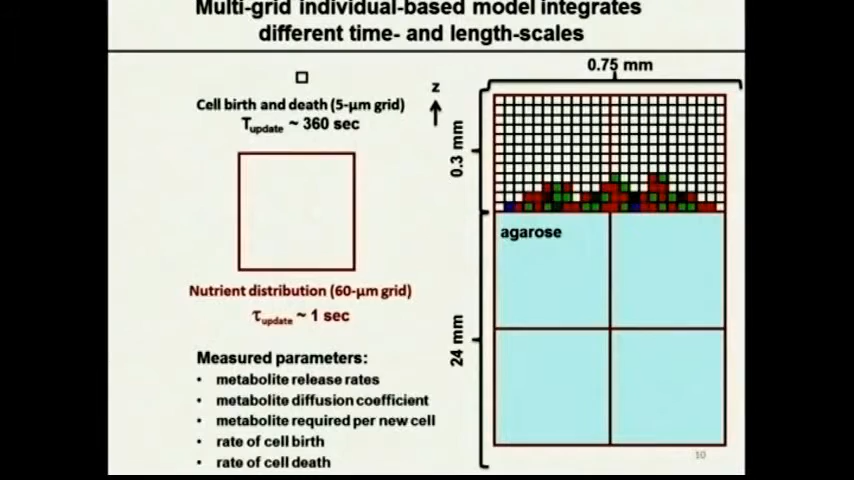 Multi-grid individual-based model integrates
different time- and length-scales
Cell birth and death (5-µm grid)
Tupdate ~ 360 sec
Nutrient distribution (60-µm grid)
τupdate ~ 1 sec
Measured parameters:
• metabolite release rates
• metabolite diffusion coefficient
• metabolite required per new cell
• rate of cell birth
• rate of cell death
z
0.75 mm
0.3 mm
agarose
24 mm
10